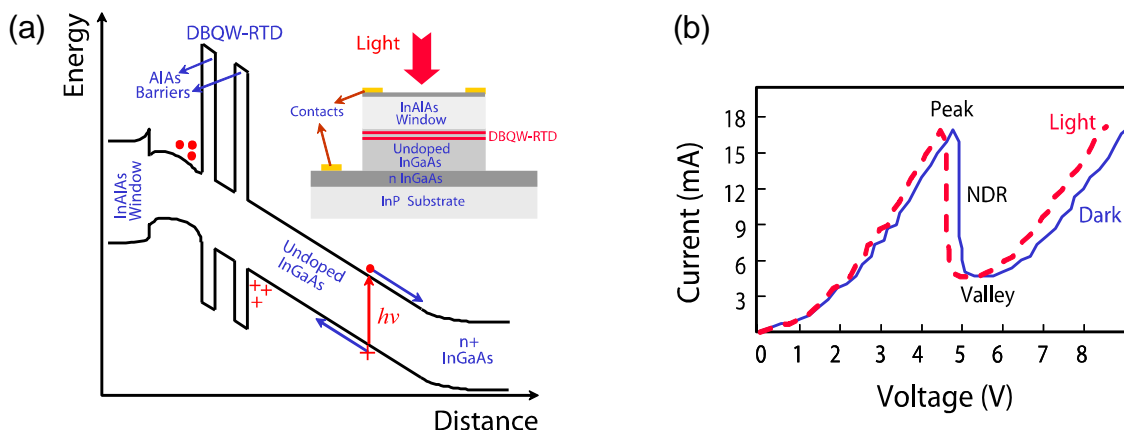 (a)
Energy
DBQW-RTD
AlAs
Barriers
InAlAs
Window
Undoped
InGaAs
hν
n+
InGaAs
Distance
Light
Contacts
InAlAs
Window
DBQW-RTD
Undoped
InGaAs
n InGaAs
InP Substrate
(b)
Current (mA)
18
15
12
9
6
3
0 1 2 3 4 5 6 7 8
Voltage (V)
Peak
Light
NDR
Dark
Valley